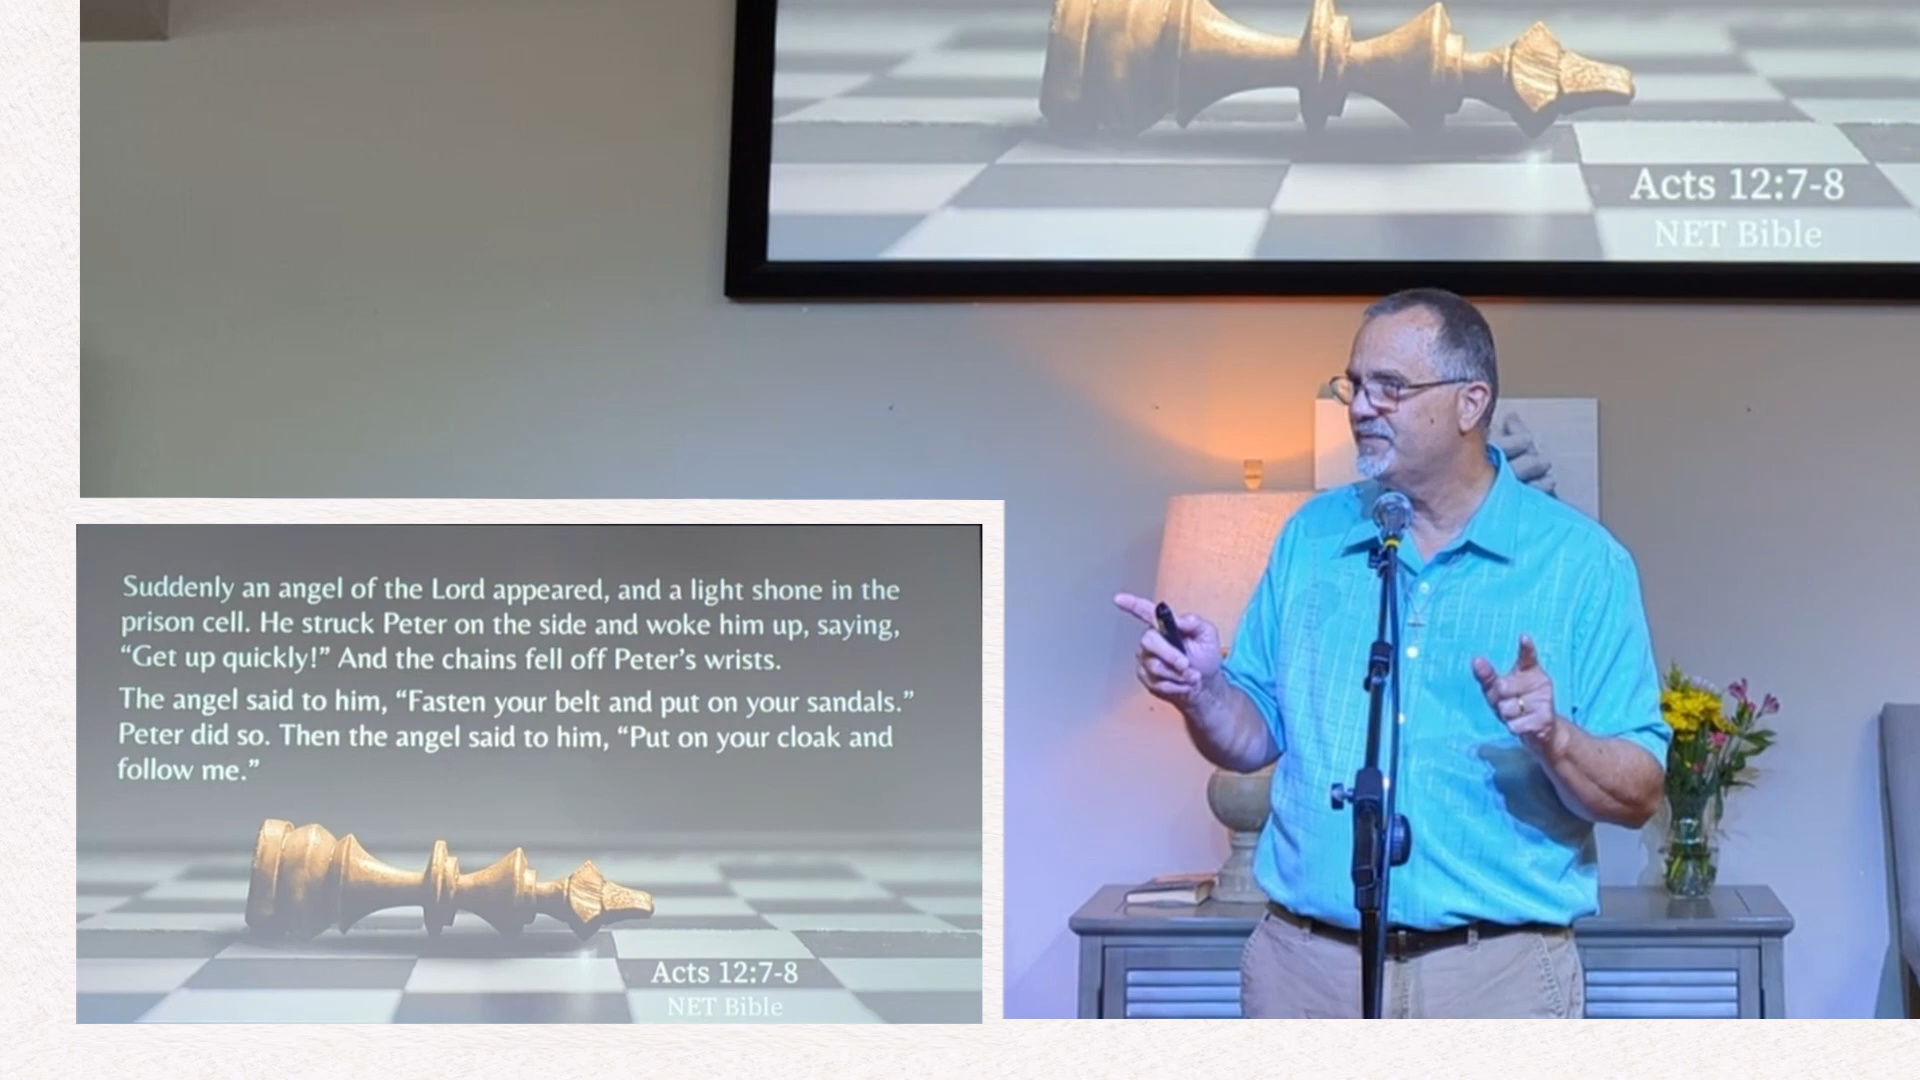 Acts 12:7-8
NET Bible
Suddenly an angel of the Lord appeared, and a light shone in the
prison cell. He struck Peter on the side and woke him up, saying,
“Get up quickly!” And the chains fell off Peter’s wrists.
The angel said to him, “Fasten your belt and put on your sandals.”
Peter did so. Then the angel said to him, “Put on your cloak and
follow me.”
Acts 12:7-8
NET Bible